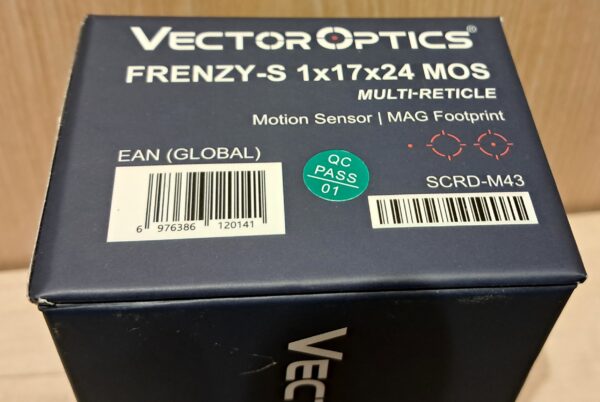 VECTOR OPTICS®
FRENZY-S 1x17x24 MOS
MULTI-RETICLE
Motion Sensor | MAG Footprint
EAN (GLOBAL)
QC
PASS
01
SCRD-M43
6 976386 120141
VEC